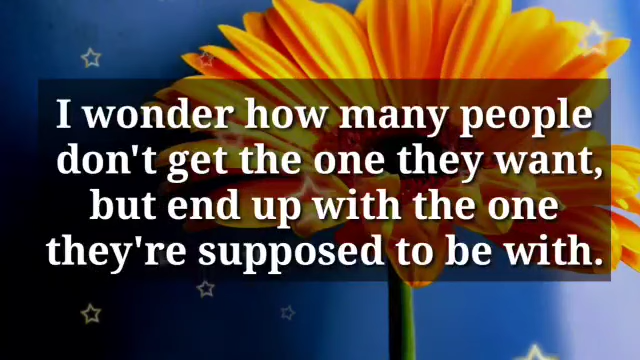 I wonder how many people
don't get the one they want,
but end up with the one
they're supposed to be with.